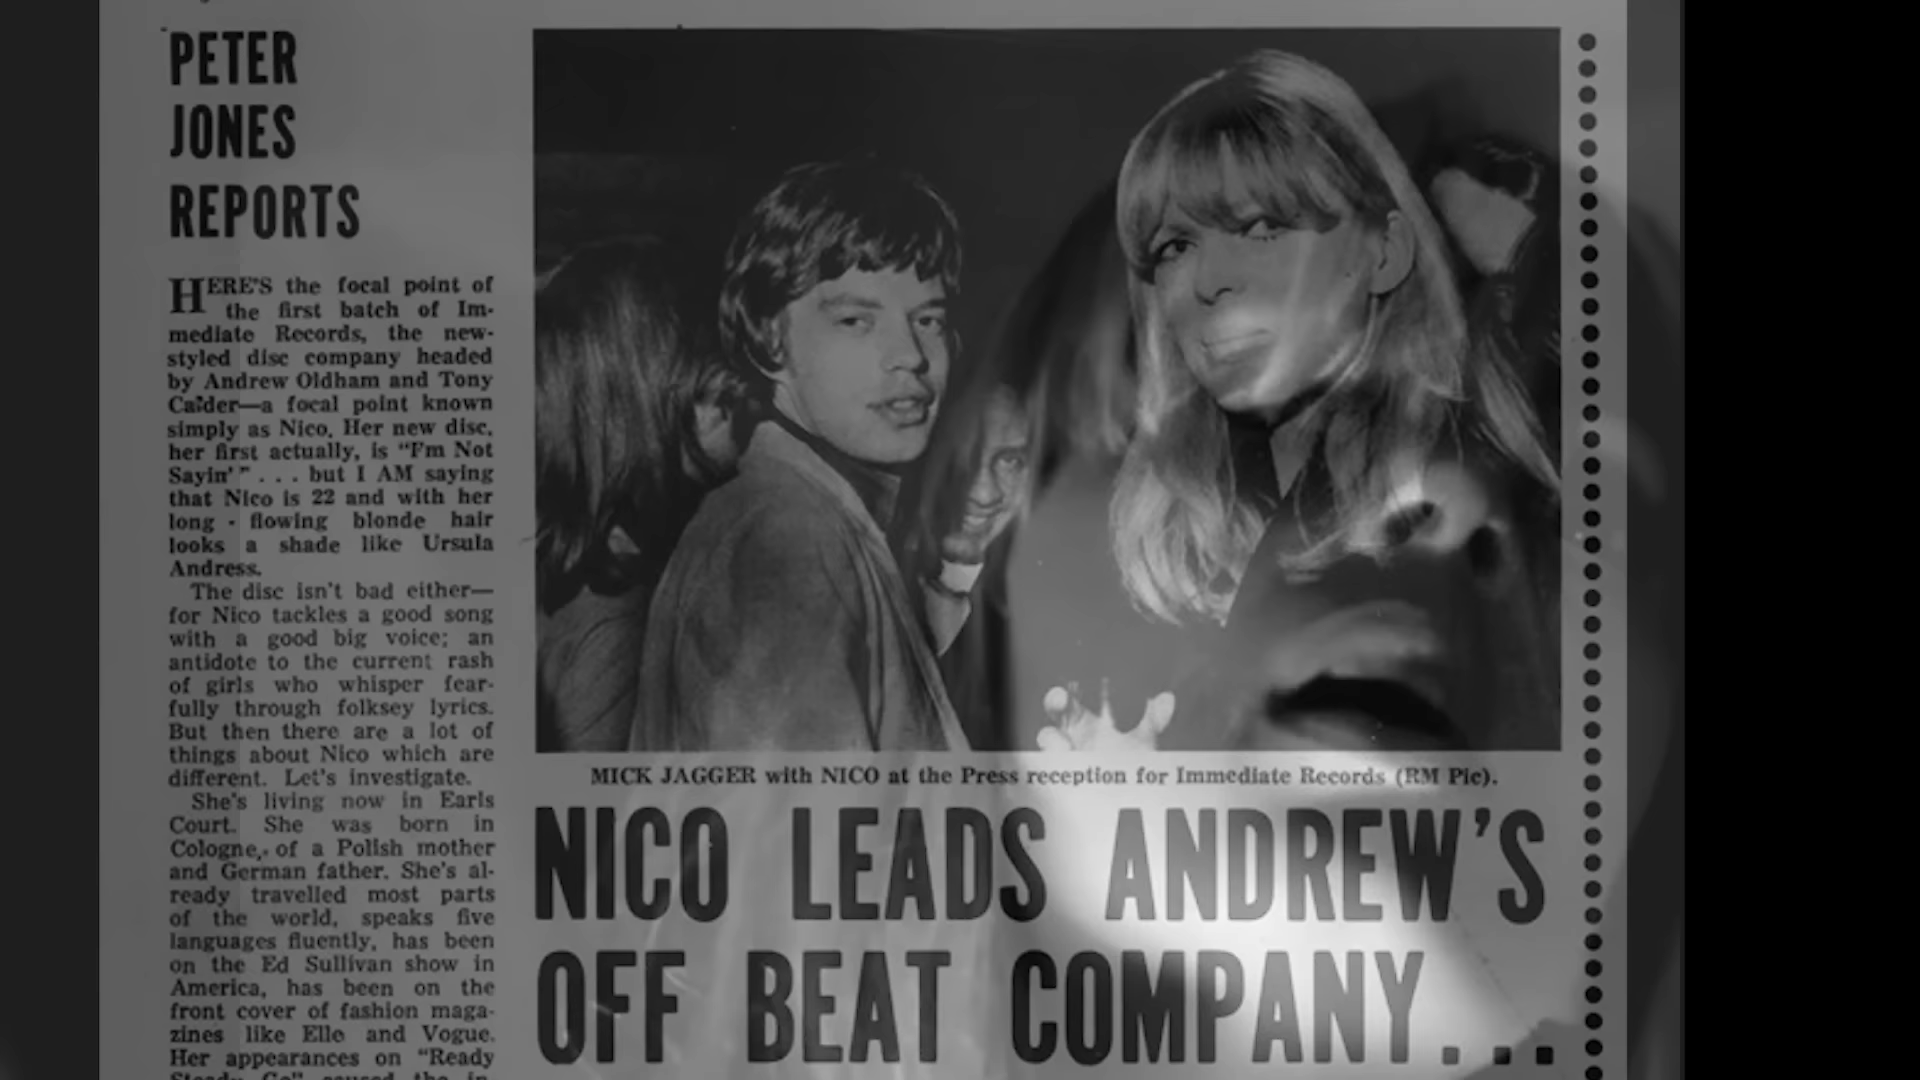 PETER
JONES
REPORTS
HERE'S the focal point of
the first batch of Im-
mediate Records, the new-
styled disc company headed
by Andrew Oldham and Tony
Calder—a focal point known
simply as Nico. Her new disc,
her first actually, is "I'm Not
Sayin'" . . . but I AM saying
that Nico is 22 and with her
long - flowing blonde hair
looks a shade like Ursula
Andress.
The disc isn't bad either—
for Nico tackles a good song
with a good big voice; an
antidote to the current rash
of girls who whisper fear-
fully through folksey lyrics.
But then there are a lot of
things about Nico which are
different. Let's investigate.
She's living now in Earls
Court. She was born in
Cologne, of a Polish mother
and German father. She's al-
ready travelled most parts
of the world, speaks five
languages fluently, has been
on the Ed Sullivan show in
America, has been on the
front cover of fashion maga-
zines like Elle and Vogue.
Her appearances on "Ready
Steady Go" caused the in-
MICK JAGGER with NICO at the Press reception for Immediate Records (RM Pic).
NICO LEADS ANDREW'S
OFF BEAT COMPANY...